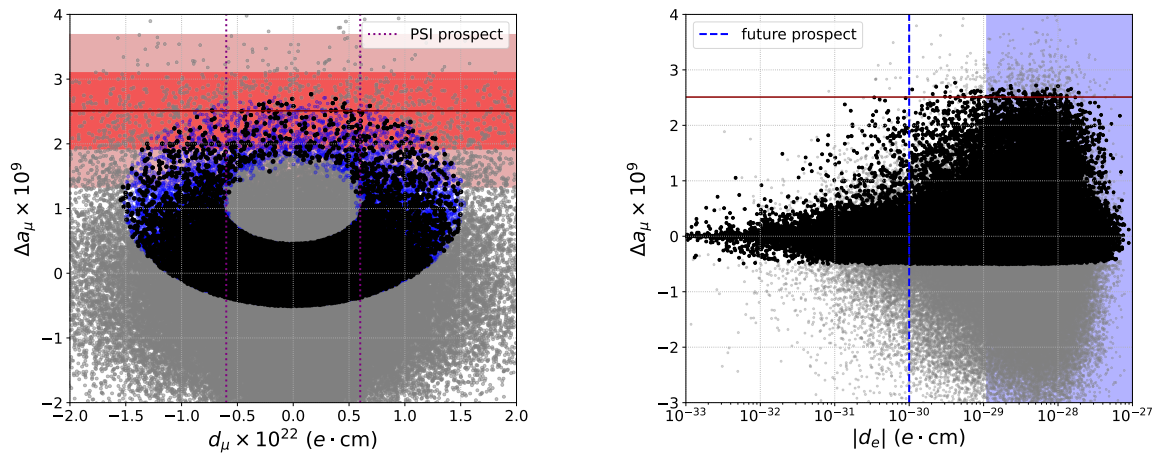 PSI prospect
4
3
2
1
0
−1
−2
Δa_μ × 10^9
−2.0 −1.5 −1.0 −0.5 0.0 0.5 1.0 1.5 2.0
d_μ × 10^22 (e · cm)
future prospect
4
3
2
1
0
−1
−2
−3
Δa_μ × 10^9
10^−33 10^−32 10^−31 10^−30 10^−29 10^−28 10^−27
|d_e| (e · cm)